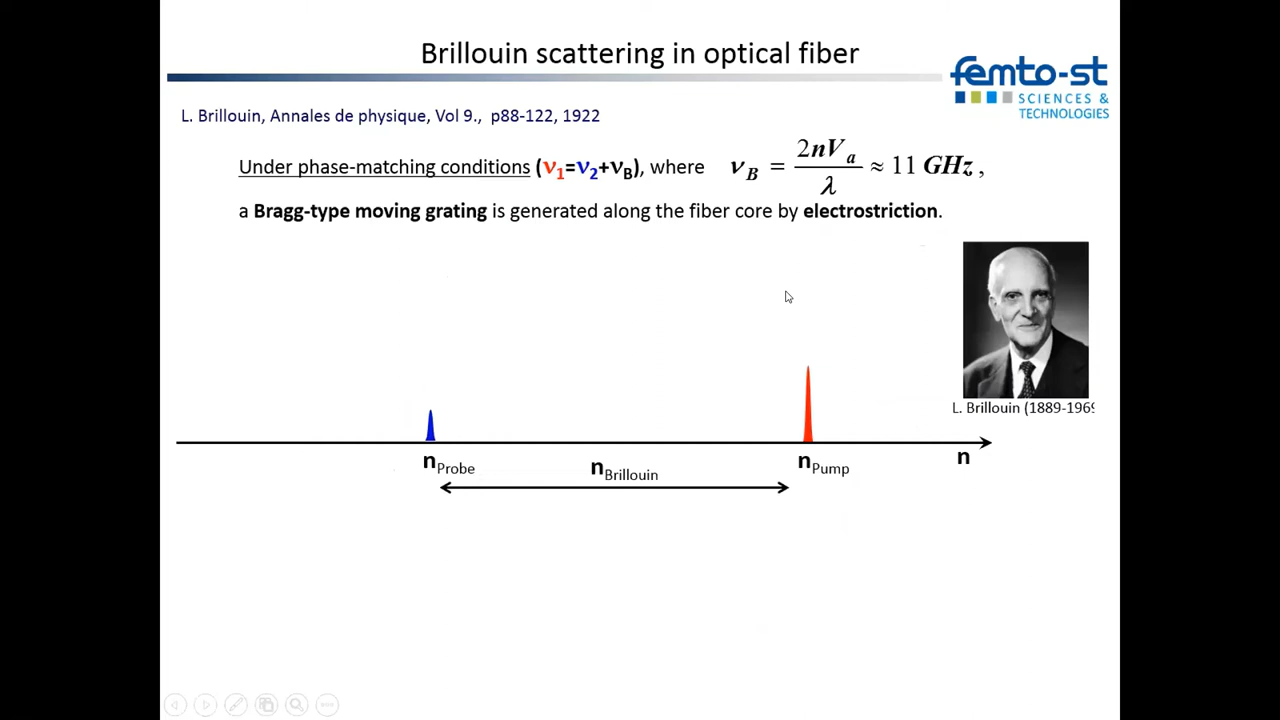 Brillouin scattering in optical fiber
femto-st
SCIENCES &
TECHNOLOGIES
L. Brillouin, Annales de physique, Vol 9., p88-122, 1922
Under phase-matching conditions (ν1=ν2+νB), where νB = 2nVa / λ ≈ 11 GHz,
a Bragg-type moving grating is generated along the fiber core by electrostriction.
L. Brillouin (1889-1969
nProbe
nBrillouin
nPump
n